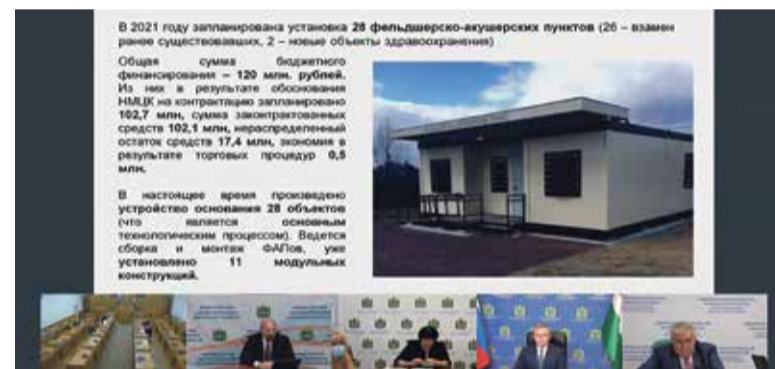 В 2021 году запланирована установка 28 фельдшерско-акушерских пунктов (26 – взамен
ранее существовавших, 2 – новые объекты здравоохранения)
Общая сумма бюджетного
финансирования – 120 млн. рублей.
Из них в результате обоснования
НМЦК на контрактацию запланировано
102,7 млн, сумма законтрактованных
средств 102,1 млн, нераспределенный
остаток средств 17,4 млн, экономия в
результате торговых процедур 0,5
млн.
В настоящее время произведено
устройство основания 28 объектов
(что является основным
технологическим процессом). Ведется
сборка и монтаж ФАПов, уже
установлено 11 модульных
конструкций.